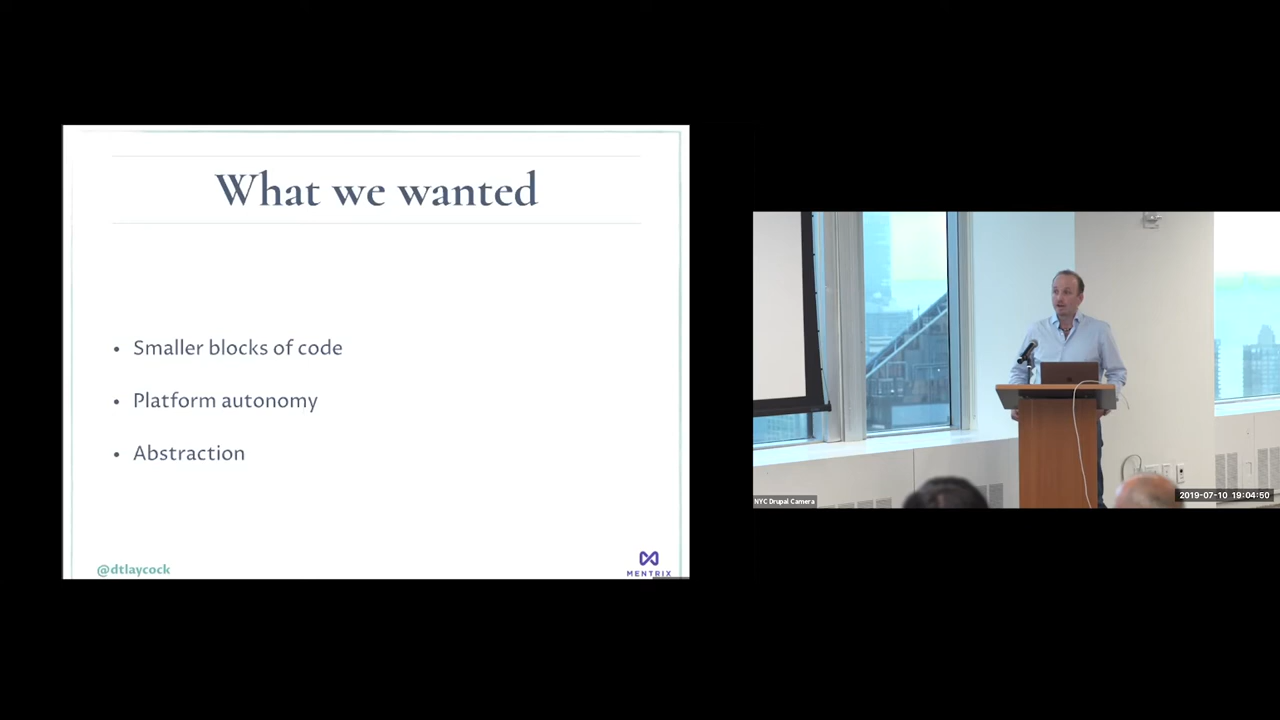 What we wanted
• Smaller blocks of code
• Platform autonomy
• Abstraction
@dtlaycock
MENTRIX
NYC Drupal Camera
2019-07-10 19:04:50